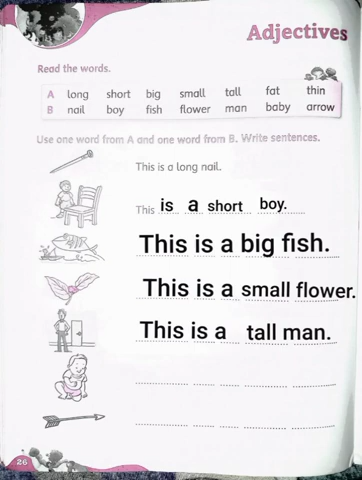 Adjectives
Read the words.
A long short big small tall fat thin
B nail boy fish flower man baby arrow
Use one word from A and one word from B. Write sentences.
This is a long nail.
This is a short boy.
This is a big fish.
This is a small flower.
This is a tall man.
26